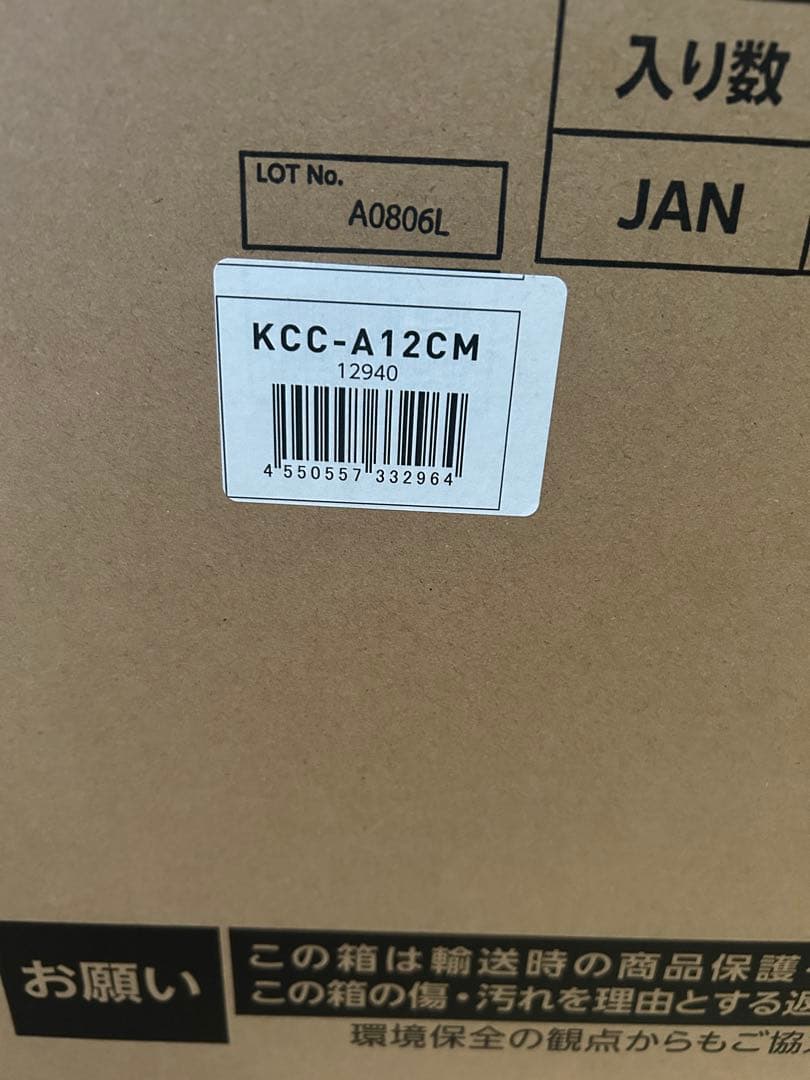 入り数
LOT No.
A0806L
JAN
KCC-A12CM
12940
4 550557 332964
お願い
この箱は輸送時の商品保護
この箱の傷・汚れを理由とする返
環境保全の観点からもご協